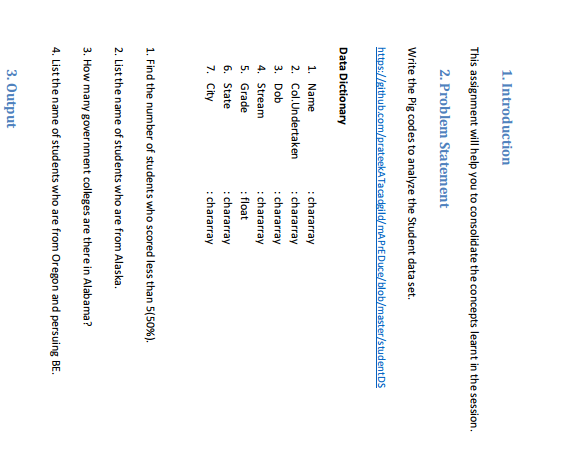 1. Introduction
This assignment will help you to consolidate the concepts learnt in the session.
2. Problem Statement
Write the Pig codes to analyze the Student data set.
https://github.com/prateekATacadgild/mAPrEDuce/blob/master/studentDS
Data Dictionary
1. Name : chararray
2. Col.Undertaken : chararray
3. Dob : chararray
4. Stream : chararray
5. Grade : float
6. State : chararray
7. City : chararray
1. Find the number of students who scored less than 5(50%).
2. List the name of students who are from Alaska.
3. How many government colleges are there in Alabama?
4. List the name of students who are from Oregon and persuing BE.
3. Output